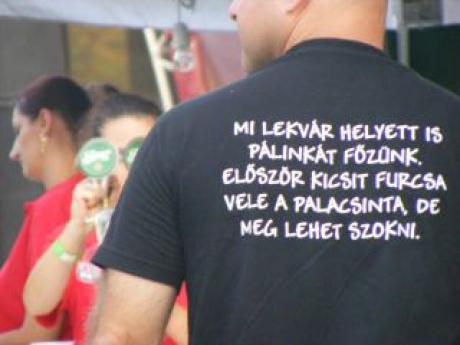 MI LEKVÁR HELYETT IS
PÁLINKÁT FŐZÜNK.
ELŐSZÖR KICSIT FURCSA
VELE A PALACSINTA, DE
MEG LEHET SZOKNI.